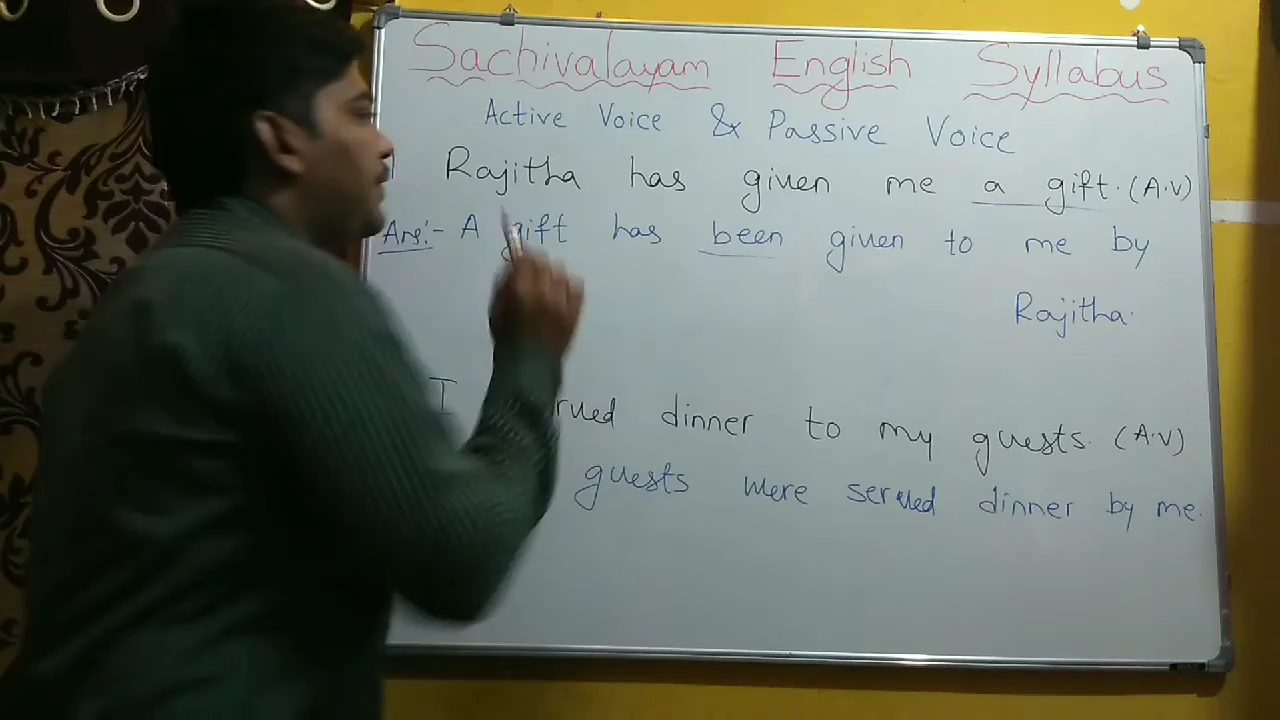 Sachivalayam English Syllabus
Active Voice & Passive Voice
Rajitha has given me a gift. (A.V)
Ans:- A gift has been given to me by
Rajitha.
I dinner to my guests. (A.V)
guests were served dinner by me.